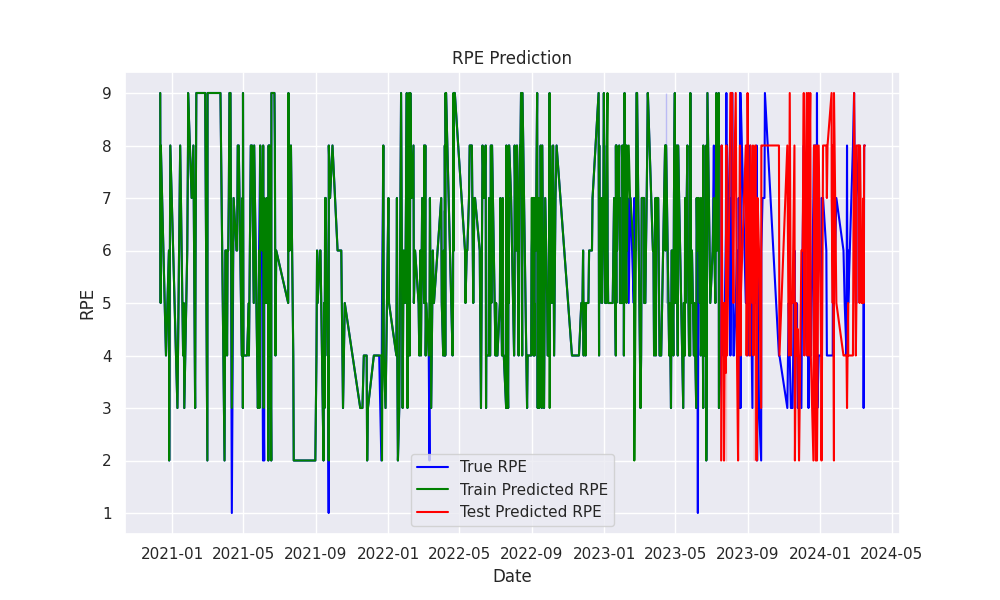 RPE Prediction
9
8
7
6
5
4
3
2
1
RPE
True RPE
Train Predicted RPE
Test Predicted RPE
2021-01 2021-05 2021-09 2022-01 2022-05 2022-09 2023-01 2023-05 2023-09 2024-01 2024-05
Date